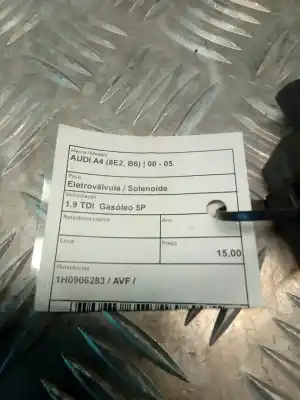 Marca / Modelo
AUDI A4 (8E2, B6) | 00 - 05
Peça
Eletroválvula / Solenoide
Motorização
1.9 TDI Gasóleo 5P
Referência interna
Ano
Local
Preço
15,00
Referências
1H0906283 / AVF /